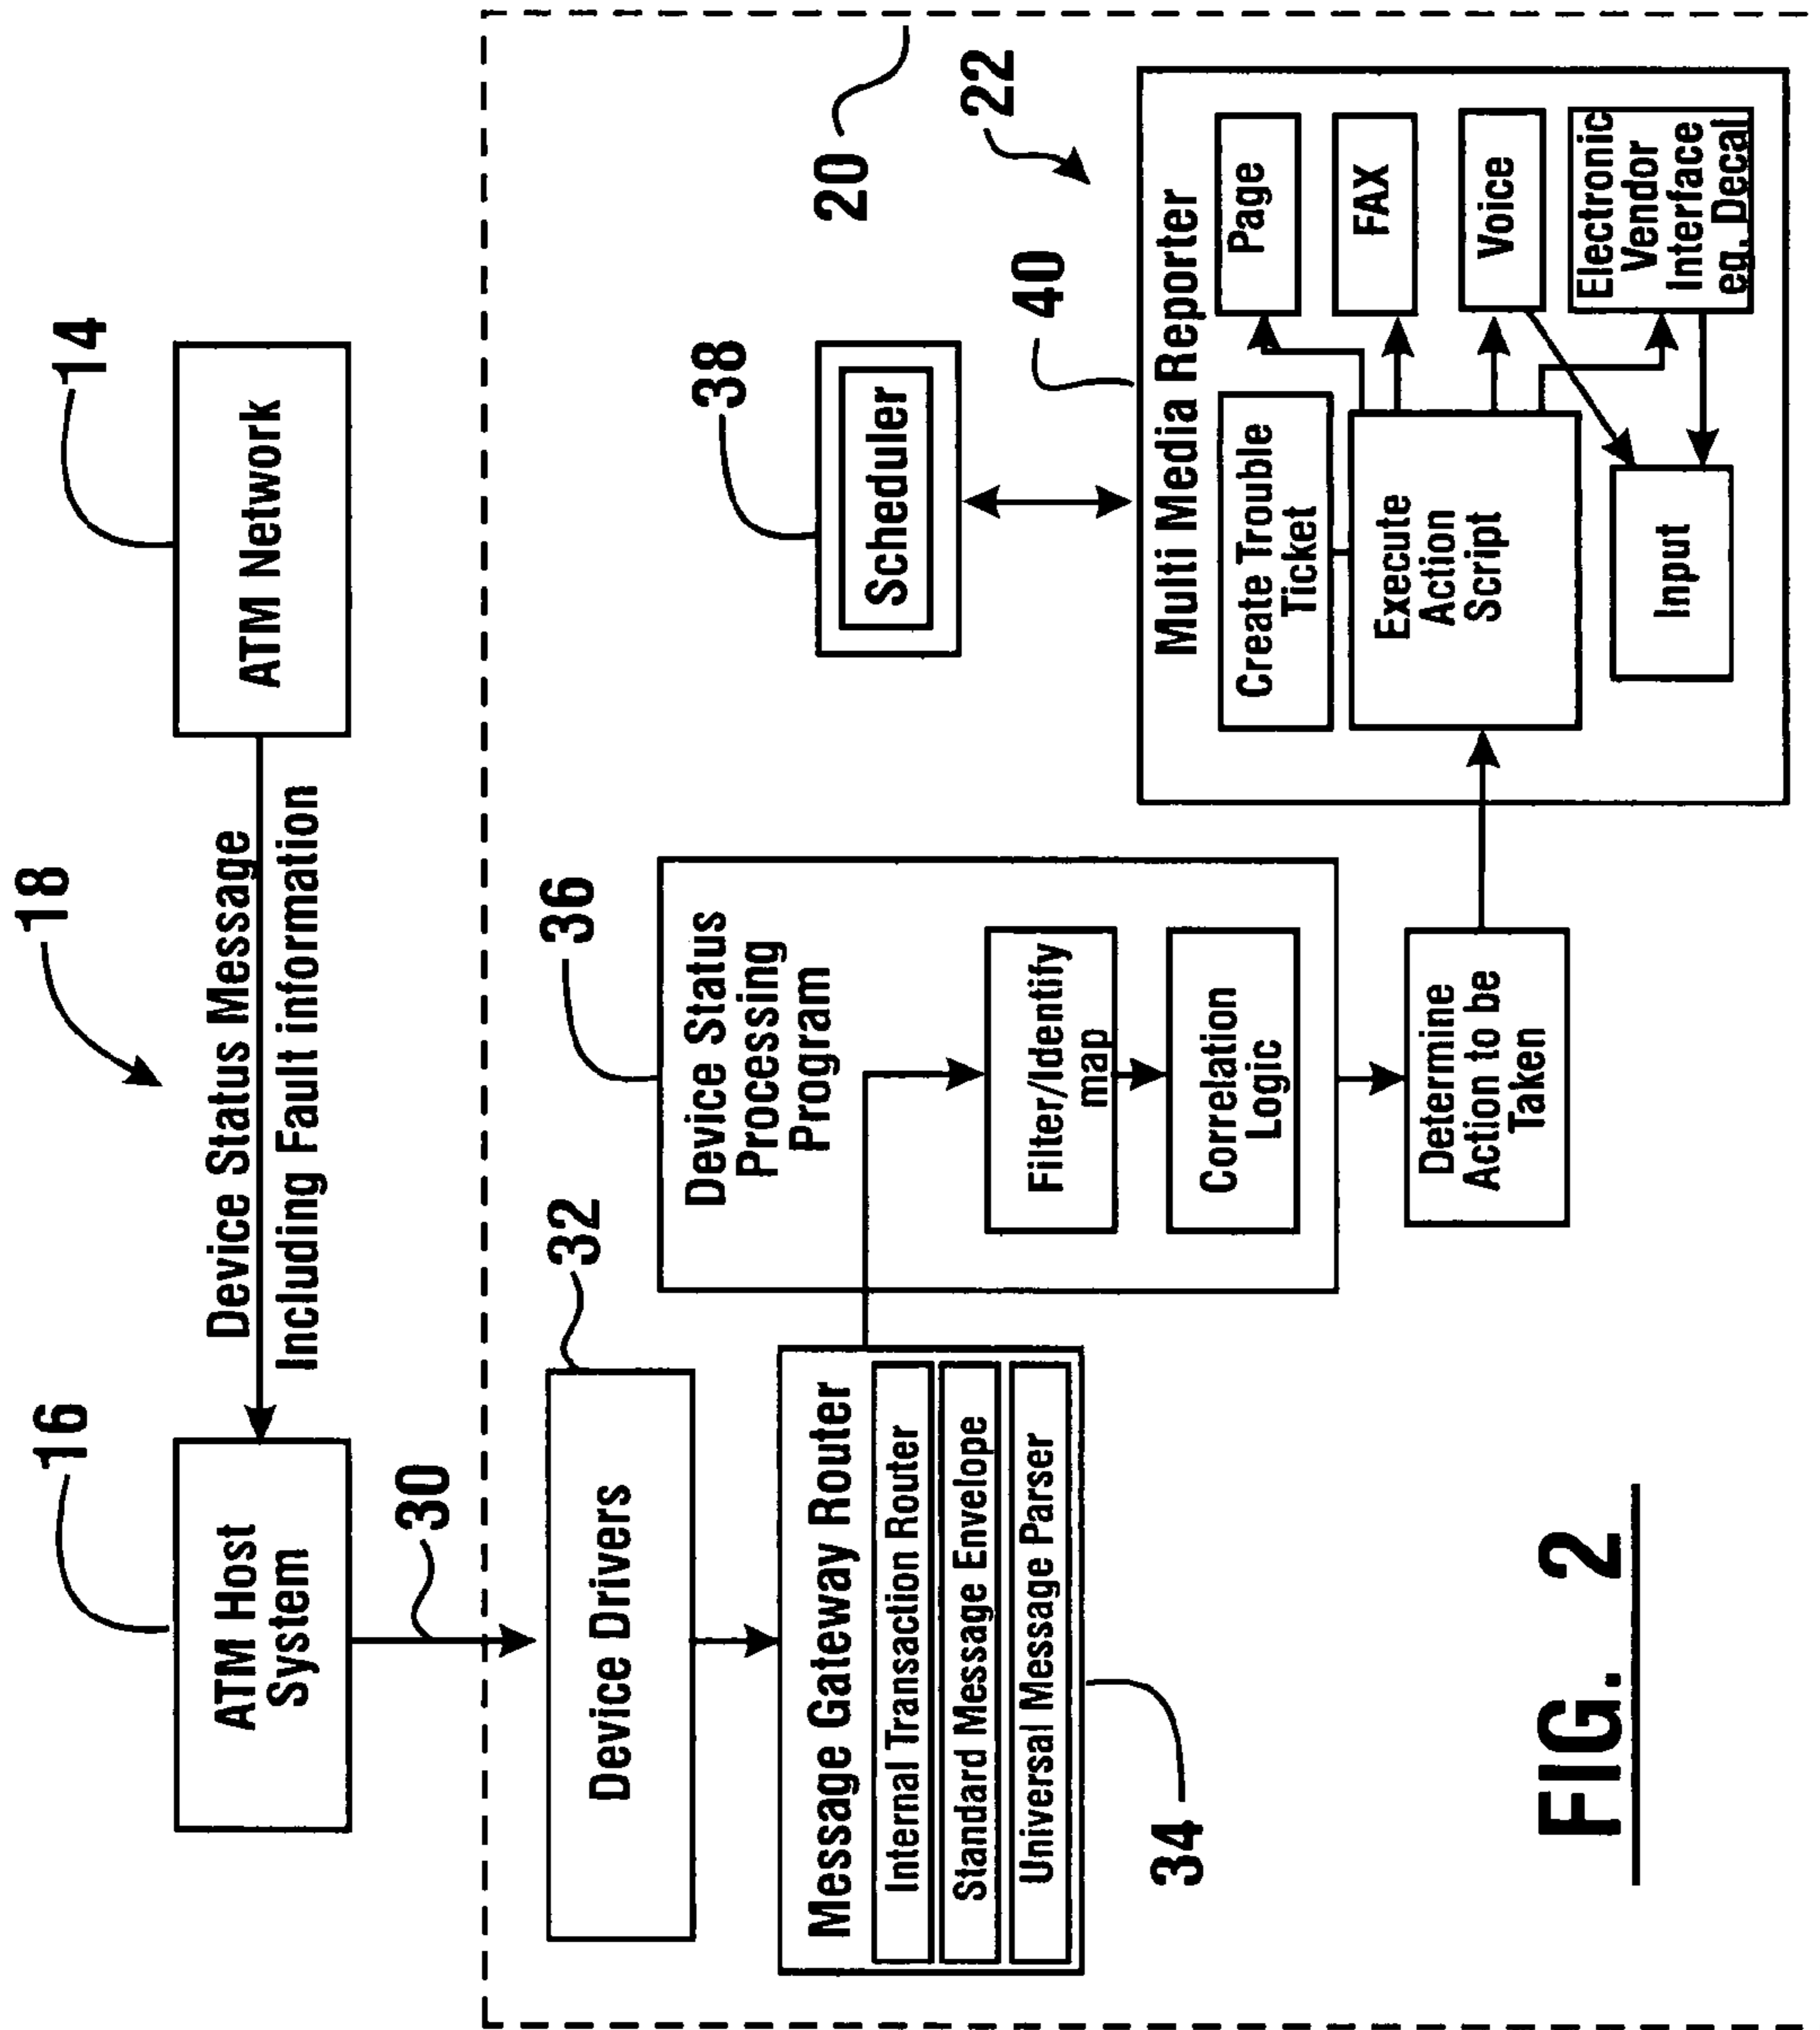 18
16
ATM Host
System
Device Status Message
Including Fault information
14
ATM Network
30
20
32
Device Drivers
Message Gateway Router
Internal Transaction Router
Standard Message Envelope
Universal Message Parser
34
36
Device Status
Processing
Program
Filter/Identify
map
Correlation
Logic
Determine
Action to be
Taken
38
Scheduler
22
40
Multi Media Reporter
Create Trouble
Ticket
Execute
Action
Script
Input
Page
FAX
Voice
Electronic
Vendor
Interface
eg. Decal
FIG. 2